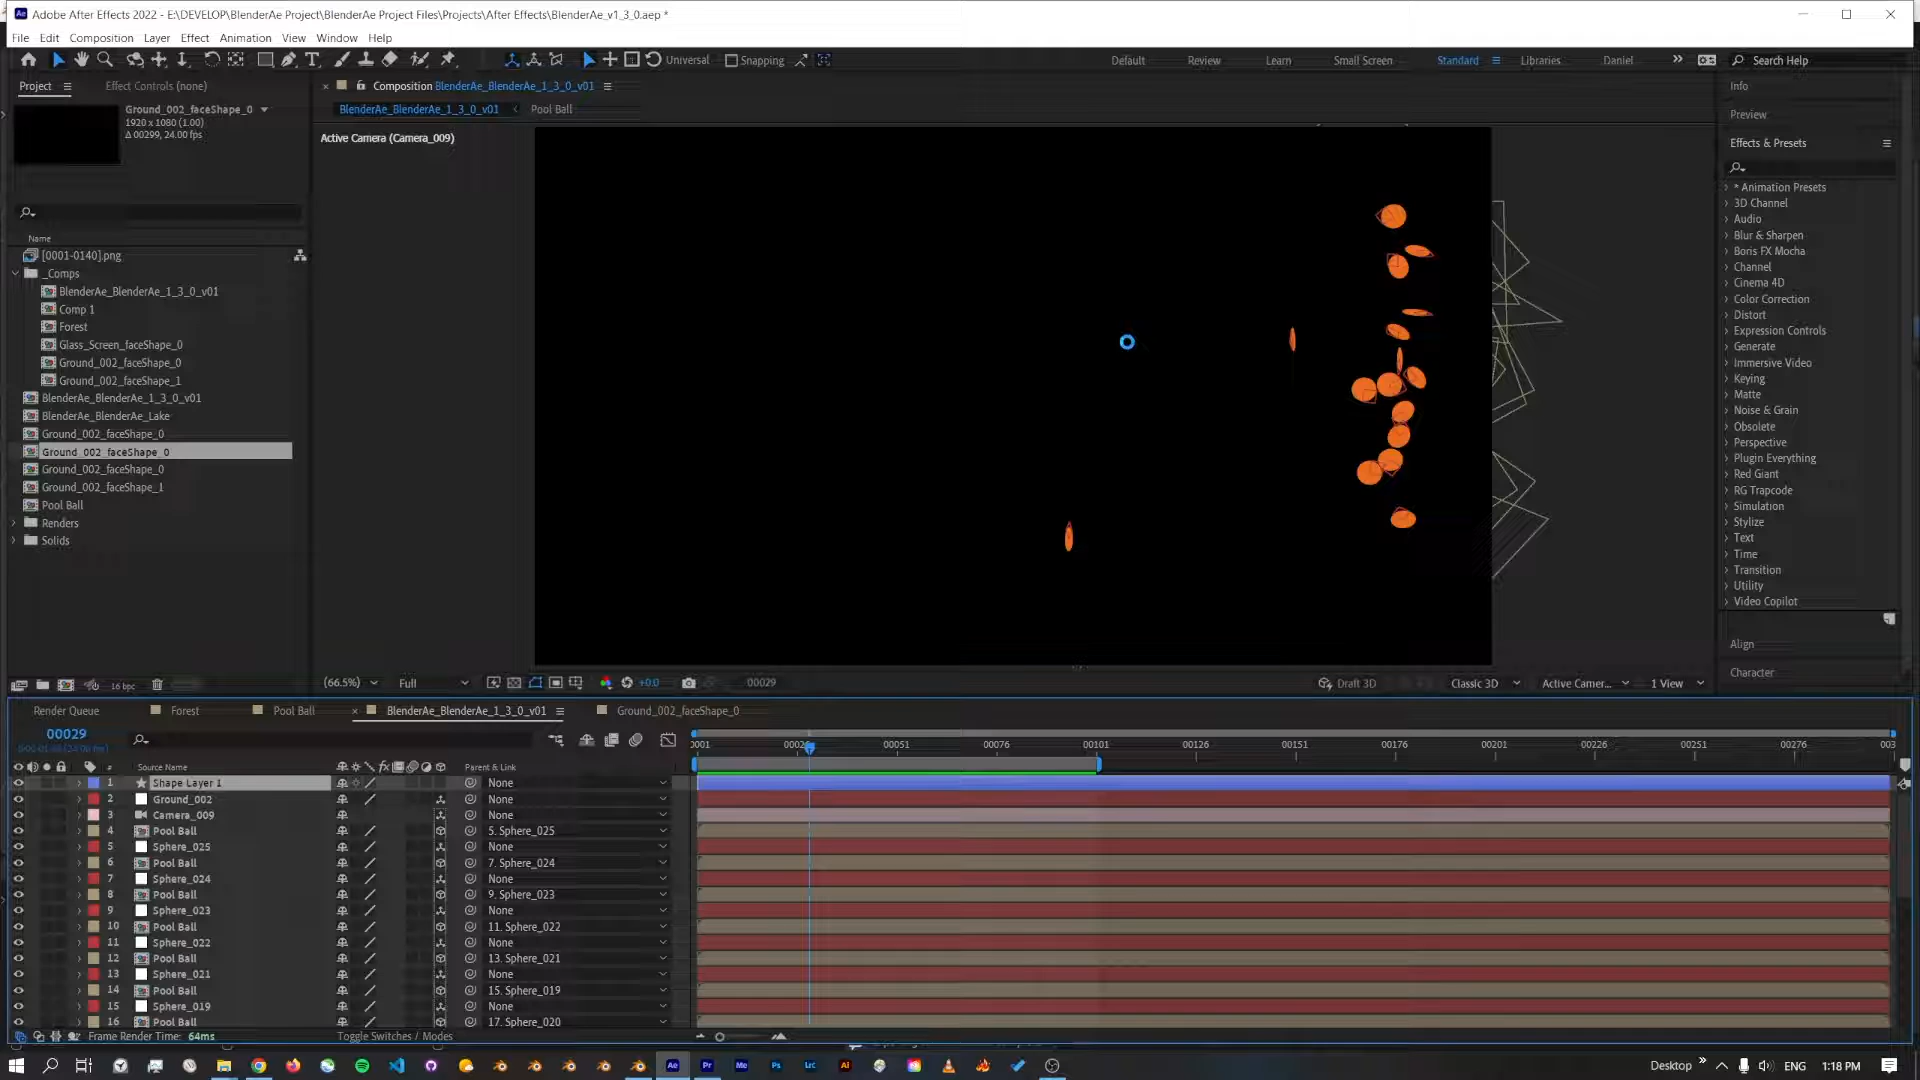 Adobe After Effects 2022 - E:\DEVELOP\BlenderAe Project\BlenderAe Project Files\Projects\After Effects\BlenderAe_v1_3_0.aep *
File Edit Composition Layer Effect Animation View Window Help
Universal Snapping Default Review Learn Small Screen Standard Libraries Daniel Search Help
Project Effect Controls (none)
Composition BlenderAe_BlenderAe_1_3_0_v01
Info
Ground_002_faceShape_0
1920 x 1080 (1.00)
Δ 00299, 24.00 fps
BlenderAe_BlenderAe_1_3_0_v01 Pool Ball
Preview
Active Camera (Camera_009)
Effects & Presets
* Animation Presets
3D Channel
Audio
Blur & Sharpen
Boris FX Mocha
Channel
Cinema 4D
Color Correction
Distort
Expression Controls
Generate
Immersive Video
Keying
Matte
Noise & Grain
Obsolete
Perspective
Plugin Everything
Red Giant
RG Trapcode
Simulation
Stylize
Text
Time
Transition
Utility
Video Copilot
Align
Character
Name
[0001-0140].png
_Comps
BlenderAe_BlenderAe_1_3_0_v01
Comp 1
Forest
Glass_Screen_faceShape_0
Ground_002_faceShape_0
Ground_002_faceShape_1
BlenderAe_BlenderAe_1_3_0_v01
BlenderAe_BlenderAe_Lake
Ground_002_faceShape_0
Ground_002_faceShape_0
Ground_002_faceShape_0
Ground_002_faceShape_1
Pool Ball
Renders
Solids
16 bpc
(66.5%) Full +0.0 00029 Draft 3D Classic 3D Active Camer... 1 View
Render Queue Forest Pool Ball BlenderAe_BlenderAe_1_3_0_v01 Ground_002_faceShape_0
00029
00051 00076 00101 00126 00151 00176 00201 00226 00251 00276 003
# Source Name Parent & Link
1 Shape Layer 1 None
2 Ground_002 None
3 Camera_009 None
4 Pool Ball 5. Sphere_025
5 Sphere_025 None
6 Pool Ball 7. Sphere_024
7 Sphere_024 None
8 Pool Ball 9. Sphere_023
9 Sphere_023 None
10 Pool Ball 11. Sphere_022
11 Sphere_022 None
12 Pool Ball 13. Sphere_021
13 Sphere_021 None
14 Pool Ball 15. Sphere_019
15 Sphere_019 None
16 Pool Ball 17. Sphere_020
Frame Render Time: 64ms Toggle Switches / Modes
Ae Pr Me Ps Lrc Ai
Desktop ENG 1:18 PM